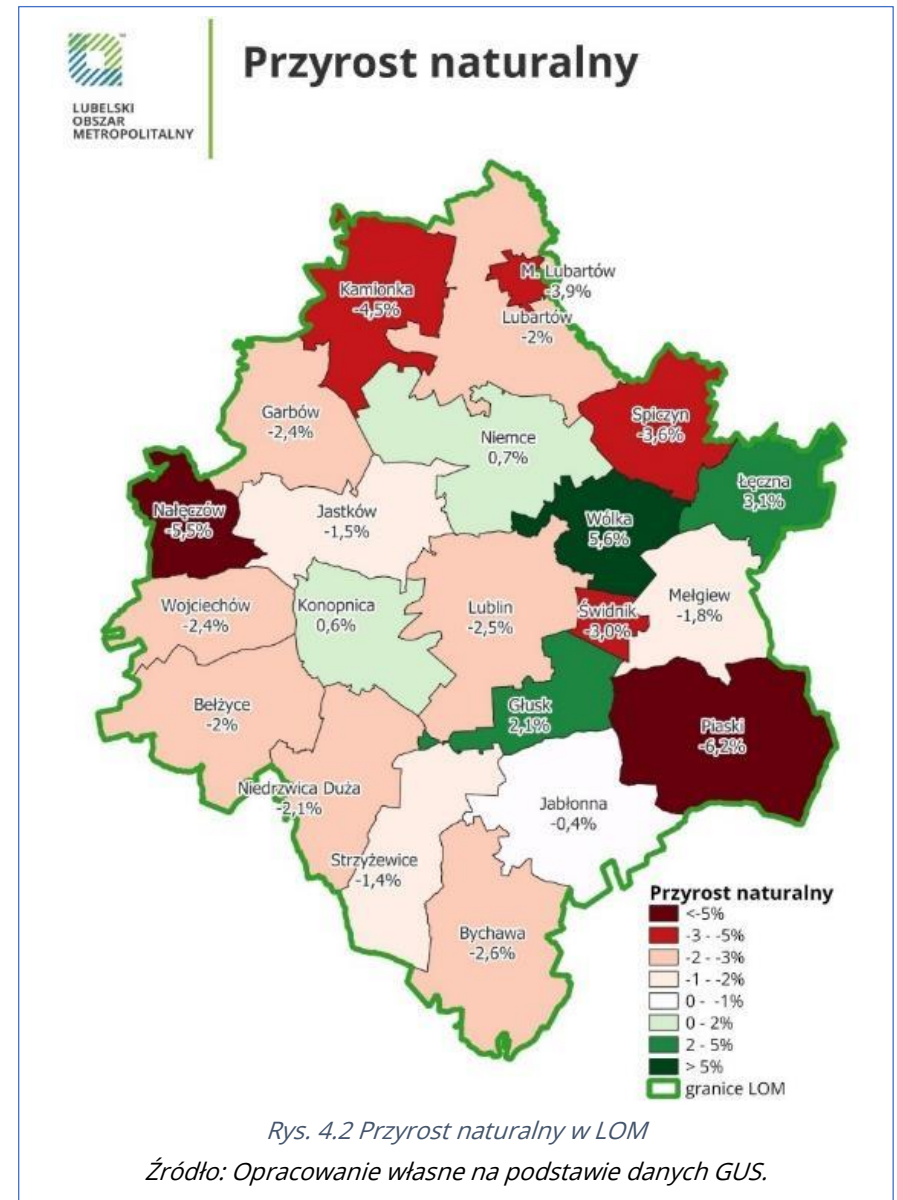 LUBELSKI
OBSZAR
METROPOLITALNY
Przyrost naturalny
Kamionka
-4,5%
M. Lubartów
-3,9%
Lubartów
-2%
Garbów
-2,4%
Spiczyn
-3,6%
Niemce
0,7%
Łęczna
3,1%
Nałęczów
-5,5%
Jastków
-1,5%
Wólka
5,6%
Wojciechów
-2,4%
Konopnica
0,6%
Lublin
-2,5%
Świdnik
-3,0%
Mełgiew
-1,8%
Bełżyce
-2%
Głusk
2,1%
Piaski
-6,2%
Niedrzwica Duża
-2,1%
Jabłonna
-0,4%
Strzyżewice
-1,4%
Bychawa
-2,6%
Przyrost naturalny
<-5%
-3 - -5%
-2 - -3%
-1 - -2%
0 - -1%
0 - 2%
2 - 5%
> 5%
granice LOM
Rys. 4.2 Przyrost naturalny w LOM
Źródło: Opracowanie własne na podstawie danych GUS.